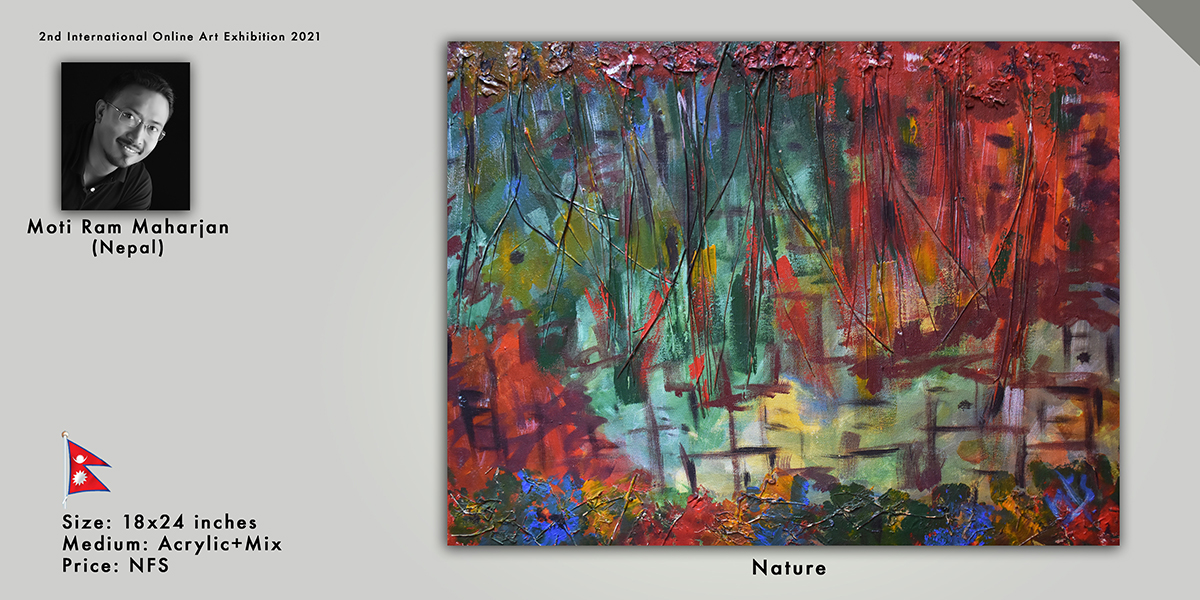 2nd International Online Art Exhibition 2021
Moti Ram Maharjan
(Nepal)
Size: 18x24 inches
Medium: Acrylic+Mix
Price: NFS
Nature